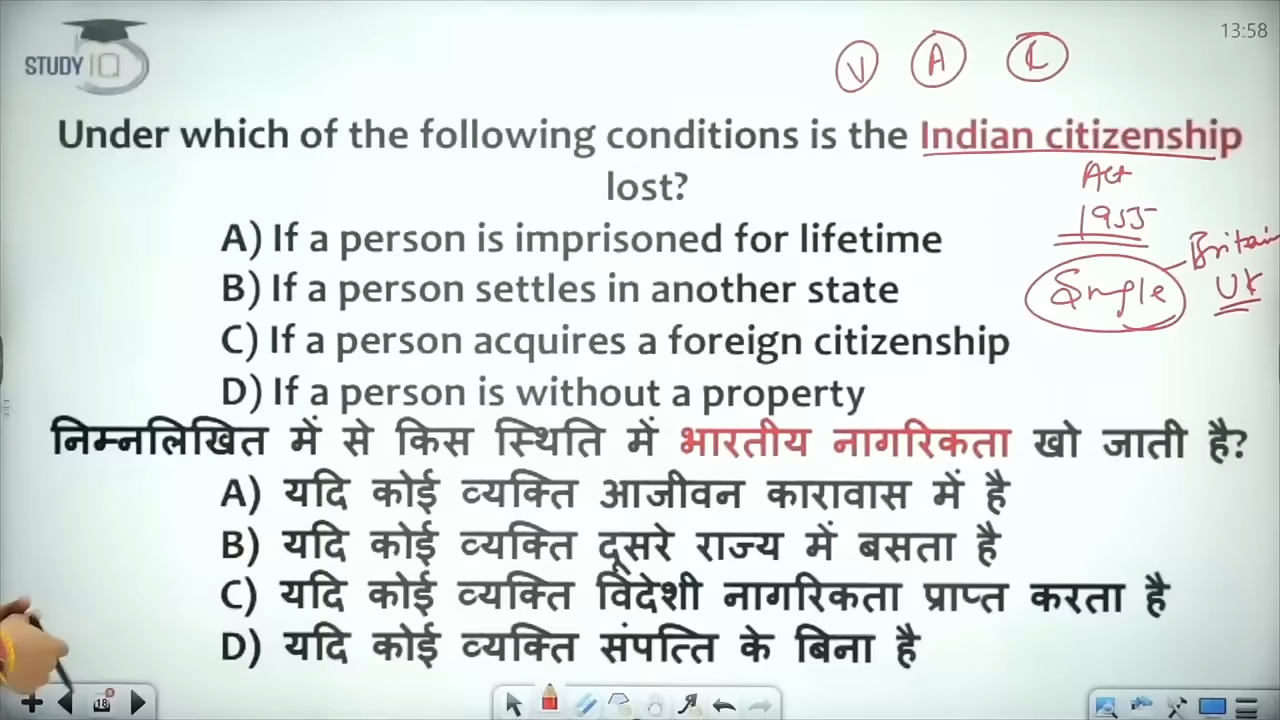 STUDY IQ
13:58
V A L
Under which of the following conditions is the Indian citizenship
lost?
Act
1955
Single
Britain
UK
A) If a person is imprisoned for lifetime
B) If a person settles in another state
C) If a person acquires a foreign citizenship
D) If a person is without a property
निम्नलिखित में से किस स्थिति में भारतीय नागरिकता खो जाती है?
A) यदि कोई व्यक्ति आजीवन कारावास में है
B) यदि कोई व्यक्ति दूसरे राज्य में बसता है
C) यदि कोई व्यक्ति विदेशी नागरिकता प्राप्त करता है
D) यदि कोई व्यक्ति संपत्ति के बिना है
18